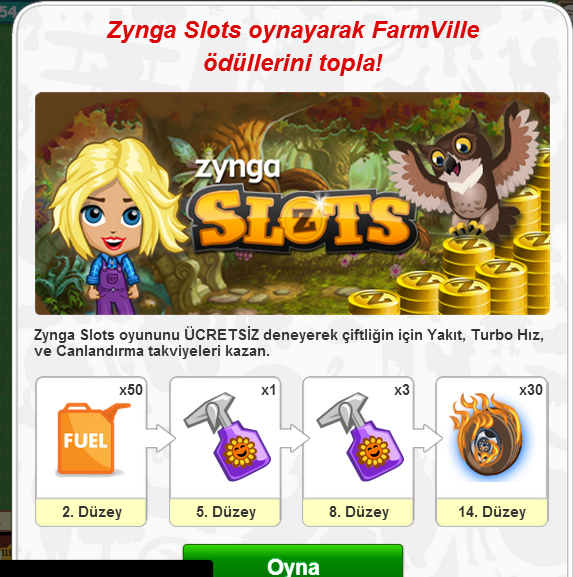 54
Zynga Slots oynayarak FarmVille
ödüllerini topla!
zynga
SLOTS
Zynga Slots oyununu ÜCRETSİZ deneyerek çiftliğin için Yakıt, Turbo Hız,
ve Canlandırma takviyeleri kazan.
x50 x1 x3 x30
FUEL
2. Düzey 5. Düzey 8. Düzey 14. Düzey
Oyna